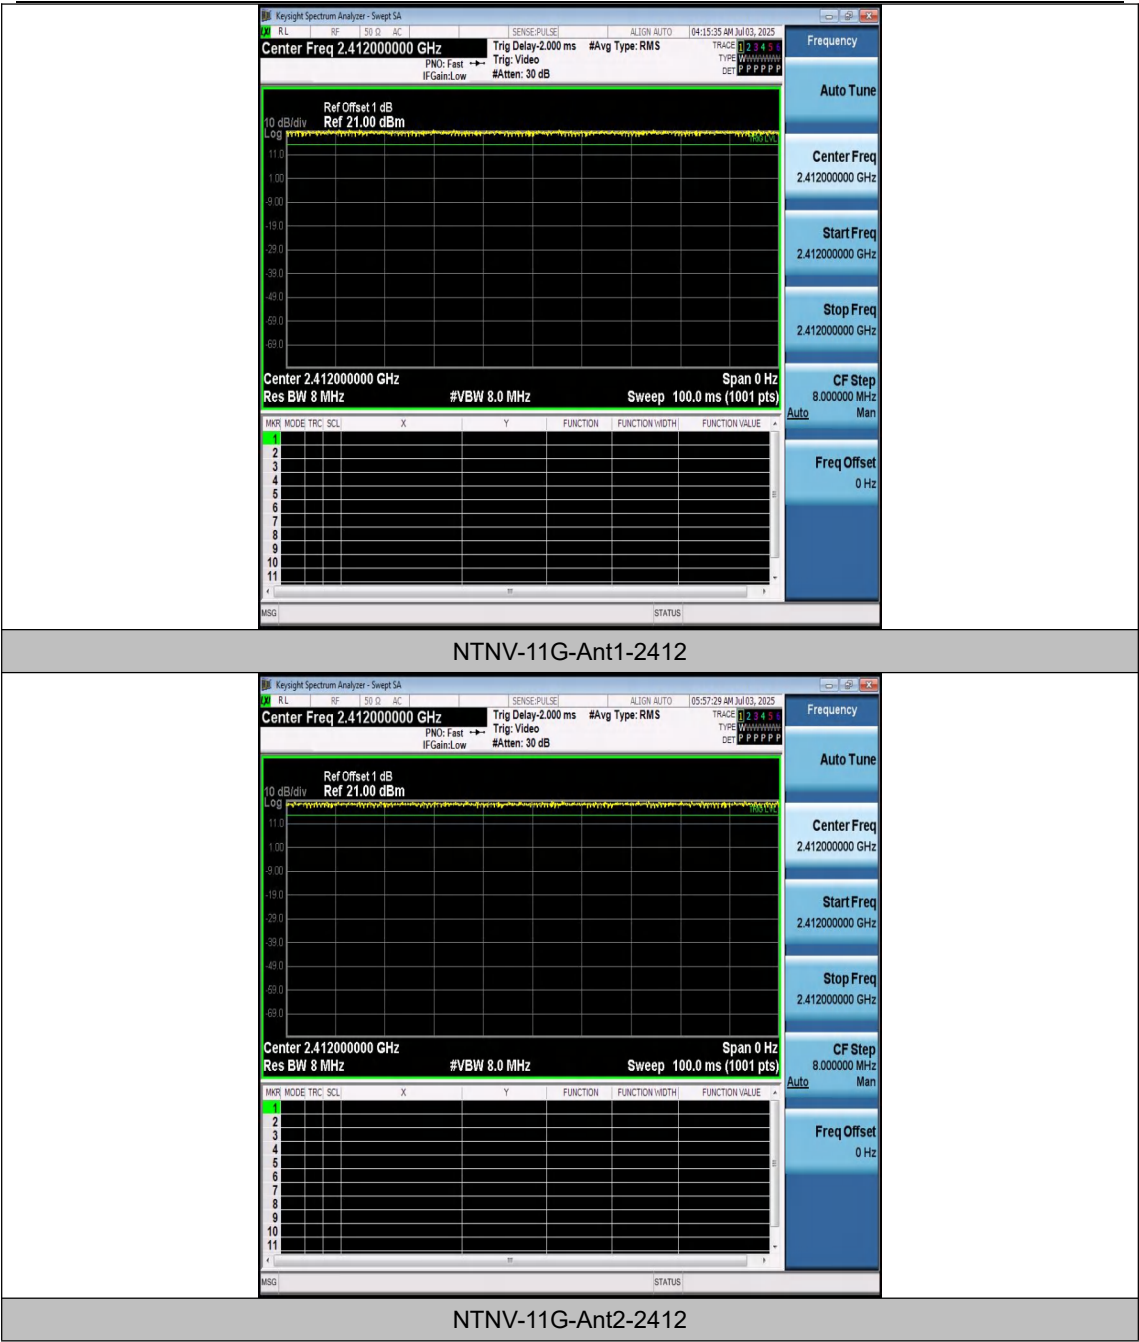 Keysight Spectrum Analyzer - Swept SA
RL RF 50 Ω AC SENSE:PULSE ALIGN AUTO 04:15:35 AM Jul 03, 2025
Center Freq 2.412000000 GHz Trig Delay-2.000 ms #Avg Type: RMS TRACE 1 2 3 4 5 6 Frequency
PNO: Fast Trig: Video TYPE W
IFGain:Low #Atten: 30 dB DET P P P P P P
Auto Tune
Ref Offset 1 dB
10 dB/div Ref 21.00 dBm
Log
TRIG LVL
11.0
1.00
-9.00
-19.0
-29.0
-39.0
-49.0
-59.0
-69.0
Center Freq
2.412000000 GHz
Start Freq
2.412000000 GHz
Stop Freq
2.412000000 GHz
Center 2.412000000 GHz Span 0 Hz
Res BW 8 MHz #VBW 8.0 MHz Sweep 100.0 ms (1001 pts)
CF Step
8.000000 MHz
Auto Man
MKR MODE TRC SCL X Y FUNCTION FUNCTION WIDTH FUNCTION VALUE
1
2
3
4
5
6
7
8
9
10
11
Freq Offset
0 Hz
MSG STATUS
NTNV-11G-Ant1-2412
Keysight Spectrum Analyzer - Swept SA
RL RF 50 Ω AC SENSE:PULSE ALIGN AUTO 05:57:29 AM Jul 03, 2025
Center Freq 2.412000000 GHz Trig Delay-2.000 ms #Avg Type: RMS TRACE 1 2 3 4 5 6 Frequency
PNO: Fast Trig: Video TYPE W
IFGain:Low #Atten: 30 dB DET P P P P P P
Auto Tune
Ref Offset 1 dB
10 dB/div Ref 21.00 dBm
Log
TRIG LVL
11.0
1.00
-9.00
-19.0
-29.0
-39.0
-49.0
-59.0
-69.0
Center Freq
2.412000000 GHz
Start Freq
2.412000000 GHz
Stop Freq
2.412000000 GHz
Center 2.412000000 GHz Span 0 Hz
Res BW 8 MHz #VBW 8.0 MHz Sweep 100.0 ms (1001 pts)
CF Step
8.000000 MHz
Auto Man
MKR MODE TRC SCL X Y FUNCTION FUNCTION WIDTH FUNCTION VALUE
1
2
3
4
5
6
7
8
9
10
11
Freq Offset
0 Hz
MSG STATUS
NTNV-11G-Ant2-2412